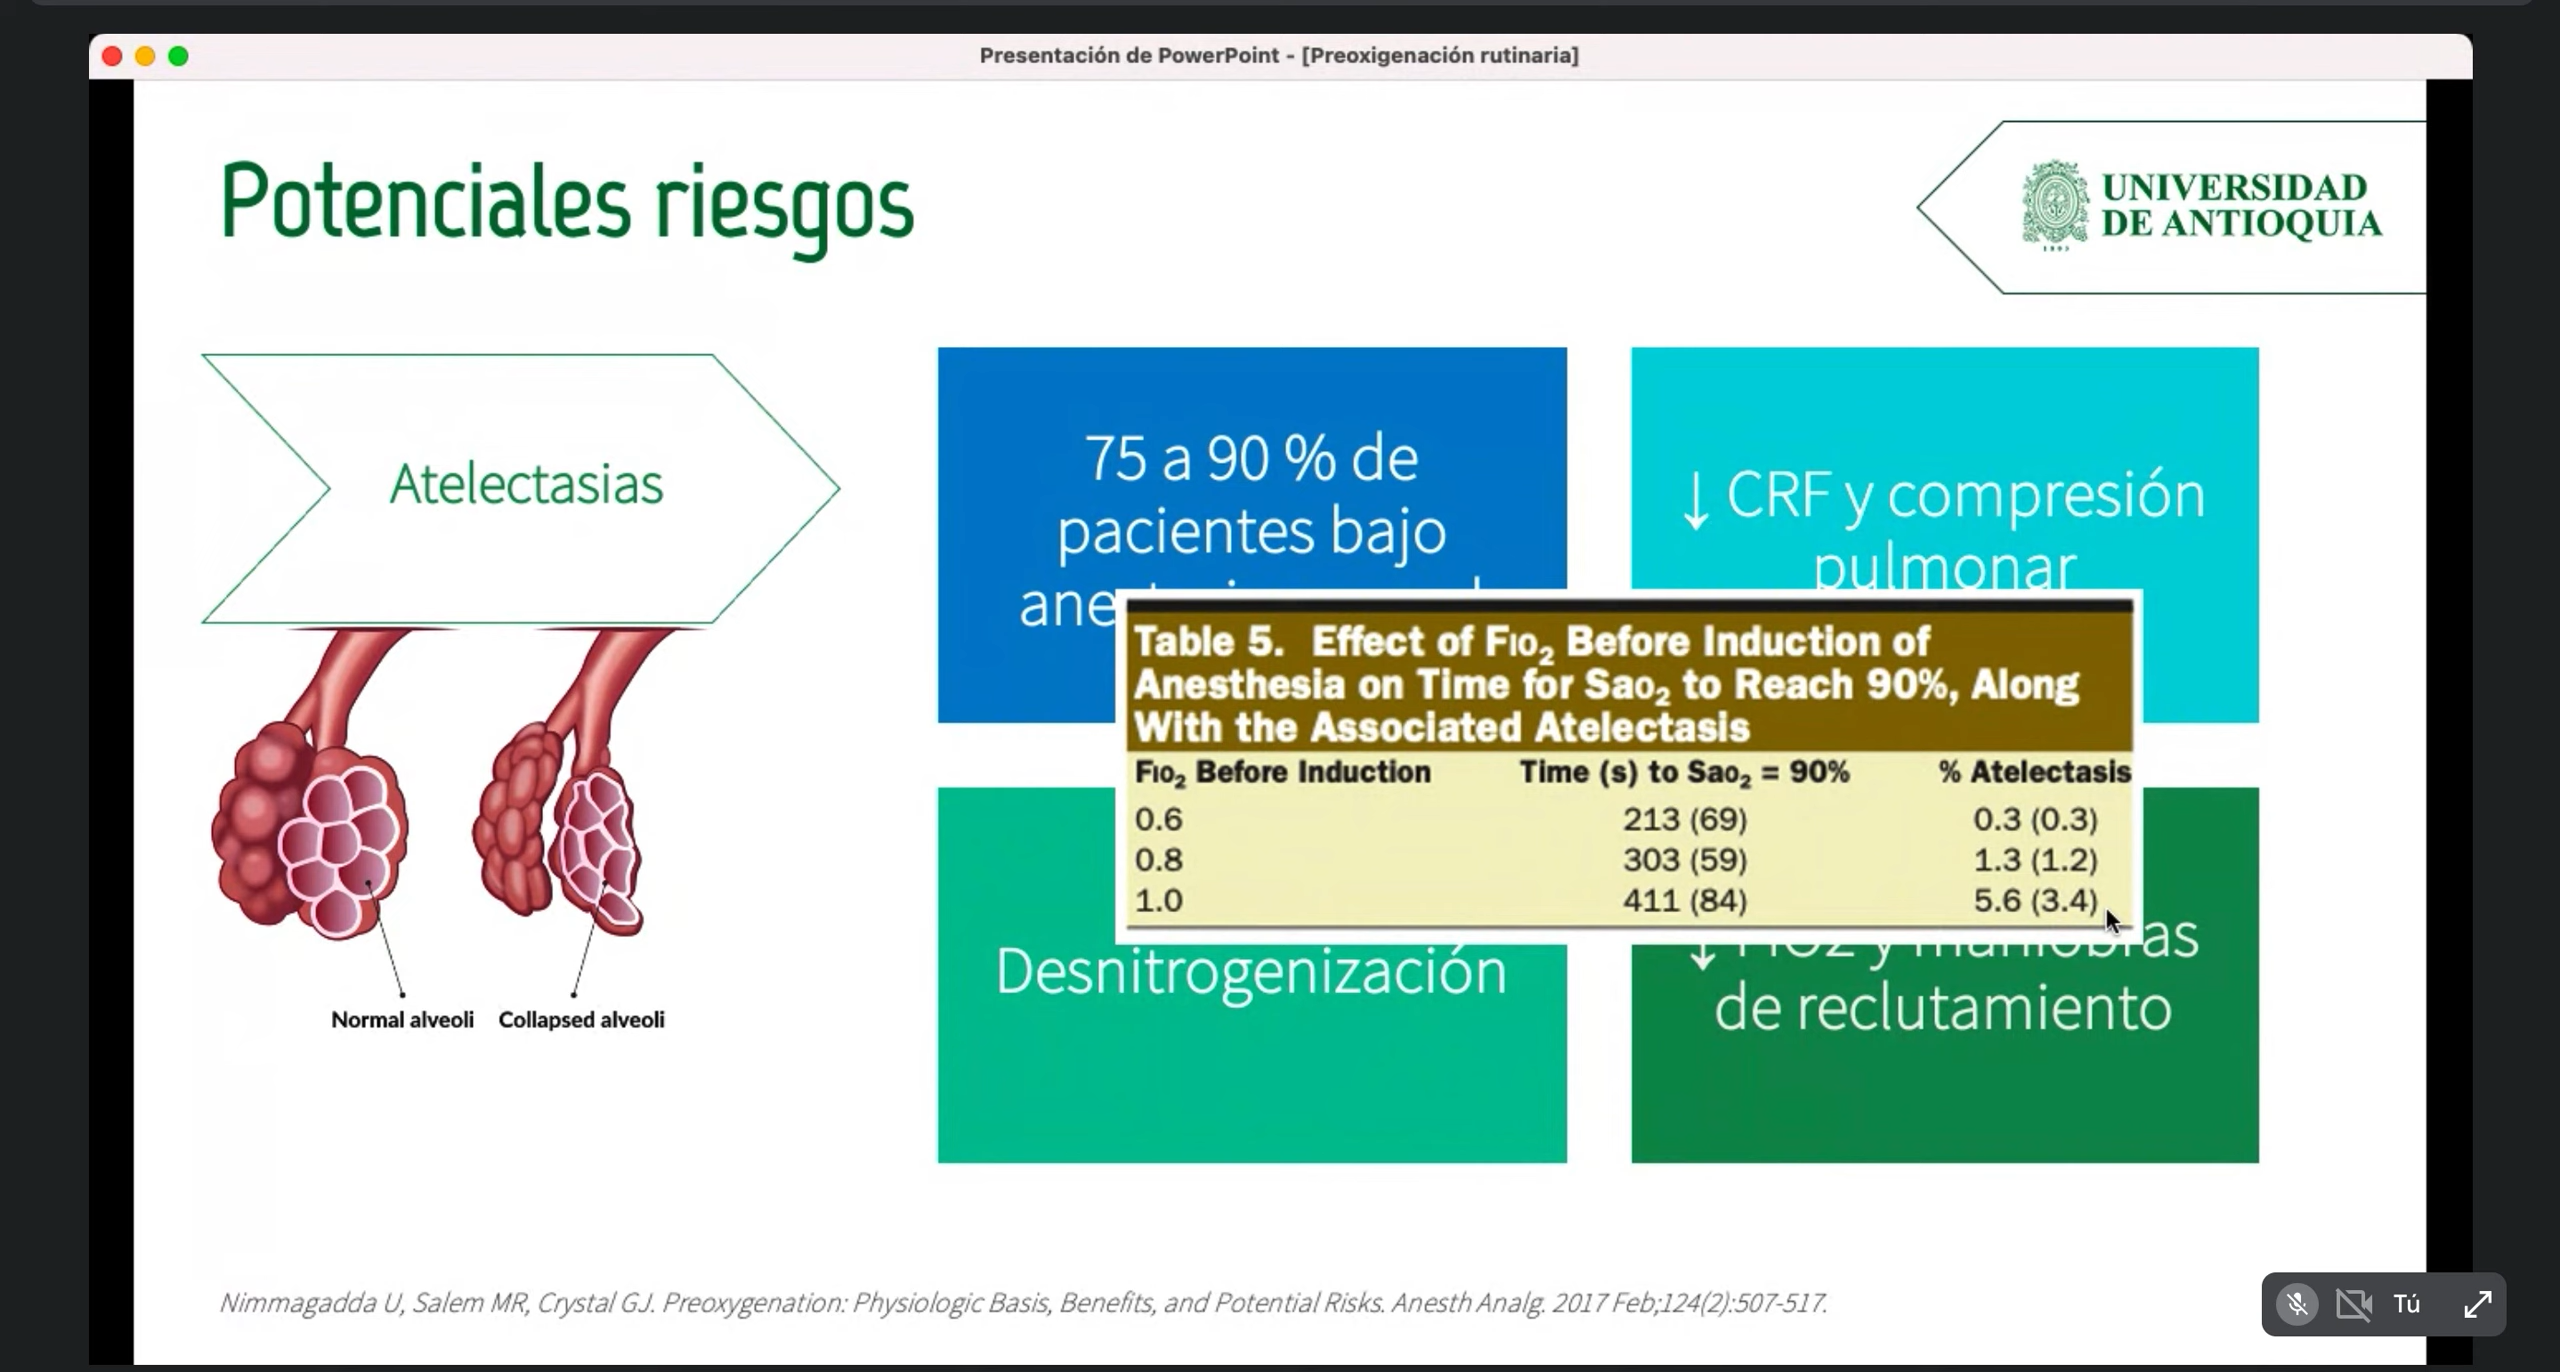 Presentación de PowerPoint - [Preoxigenación rutinaria]
Potenciales riesgos
UNIVERSIDAD
DE ANTIOQUIA
1803
Atelectasias
75 a 90 % de
pacientes bajo
↓ CRF y compresión
pulmonar
Table 5. Effect of FIO2 Before Induction of
Anesthesia on Time for SaO2 to Reach 90%, Along
With the Associated Atelectasis
FIO2 Before Induction Time (s) to SaO2 = 90% % Atelectasis
0.6 213 (69) 0.3 (0.3)
0.8 303 (59) 1.3 (1.2)
1.0 411 (84) 5.6 (3.4)
Desnitrogenización
↓ FIO2 y maniobras
de reclutamiento
Normal alveoli Collapsed alveoli
Nimmagadda U, Salem MR, Crystal GJ. Preoxygenation: Physiologic Basis, Benefits, and Potential Risks. Anesth Analg. 2017 Feb;124(2):507-517.
Tú